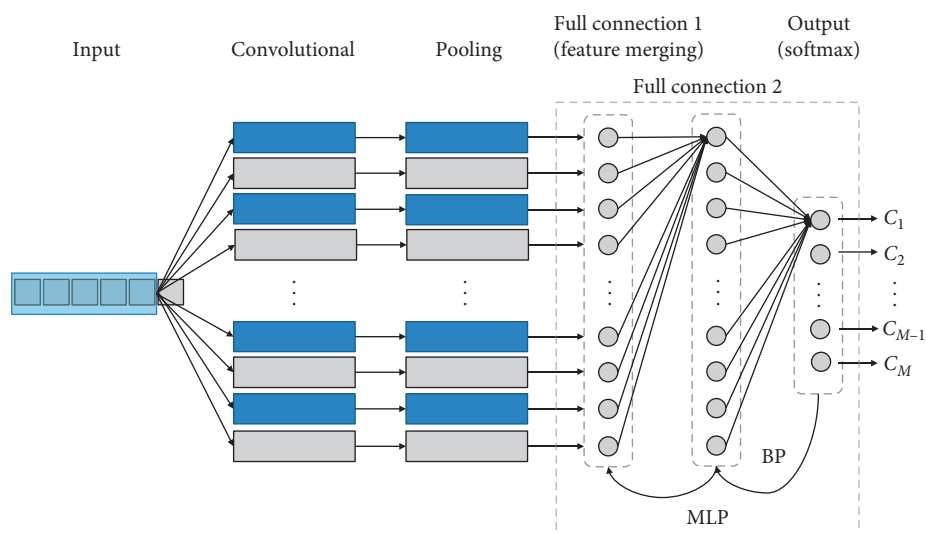 Input
Convolutional
Pooling
Full connection 1
(feature merging)
Output
(softmax)
Full connection 2
C1
C2
CM–1
CM
BP
MLP